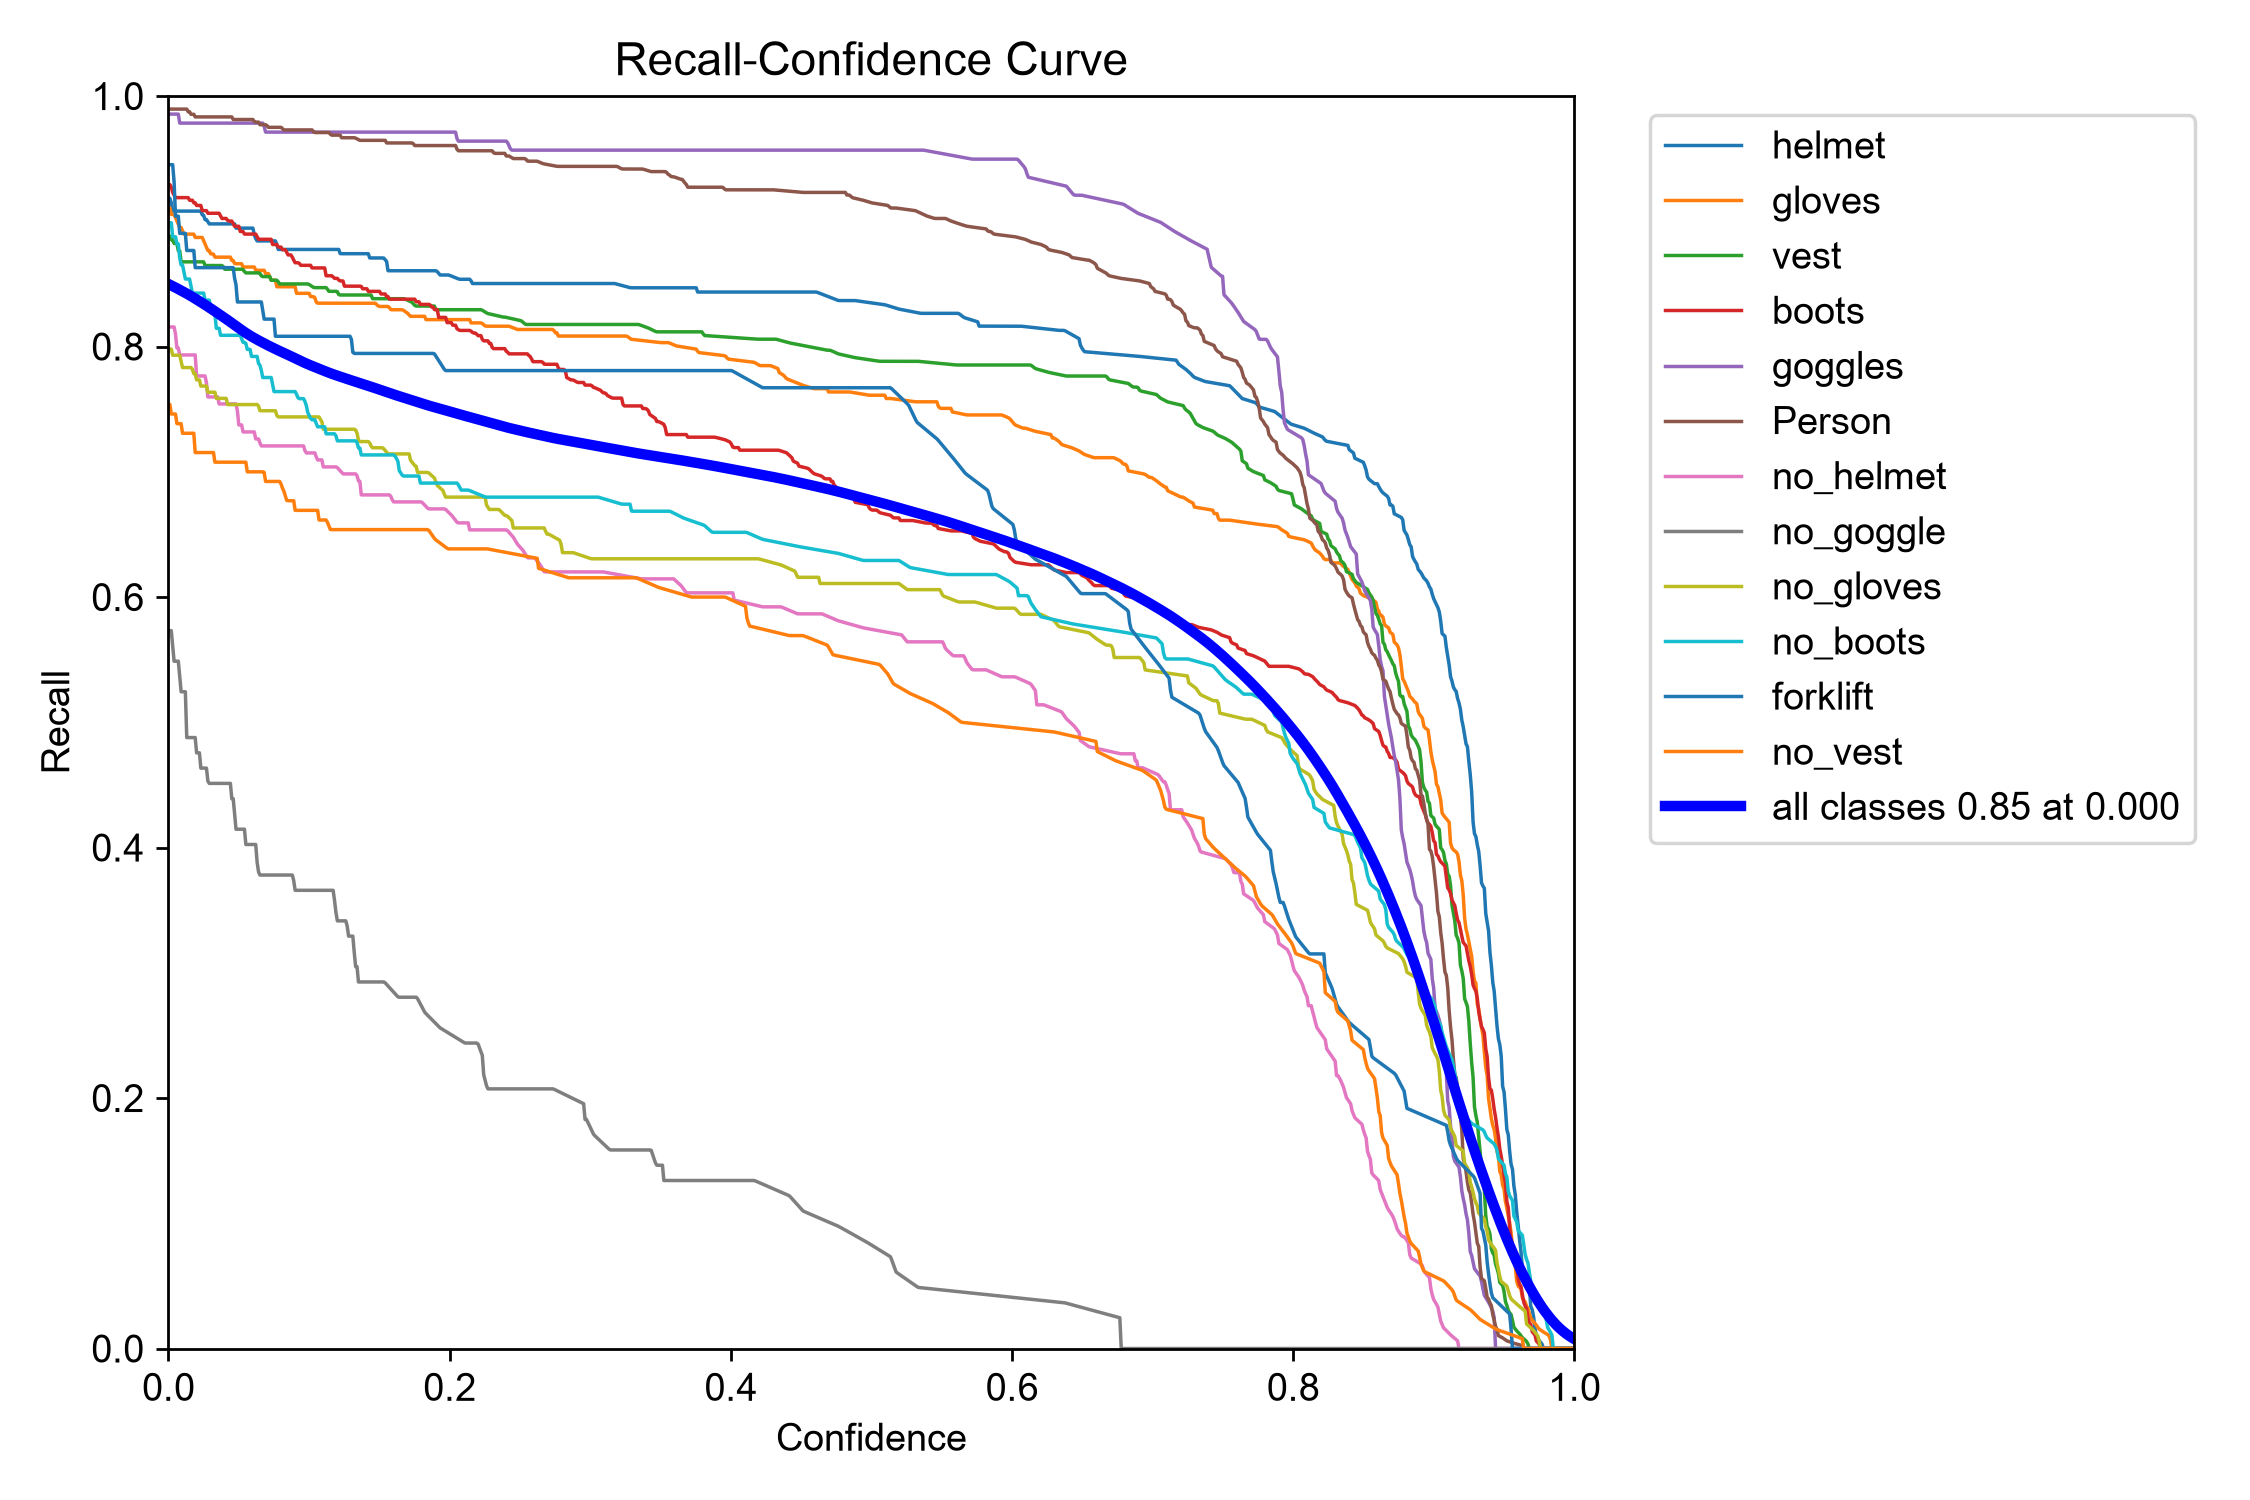 Recall-Confidence Curve
1.0
0.8
0.6
0.4
0.2
0.0
Recall
0.0 0.2 0.4 0.6 0.8 1.0
Confidence
helmet
gloves
vest
boots
goggles
Person
no_helmet
no_goggle
no_gloves
no_boots
forklift
no_vest
all classes 0.85 at 0.000